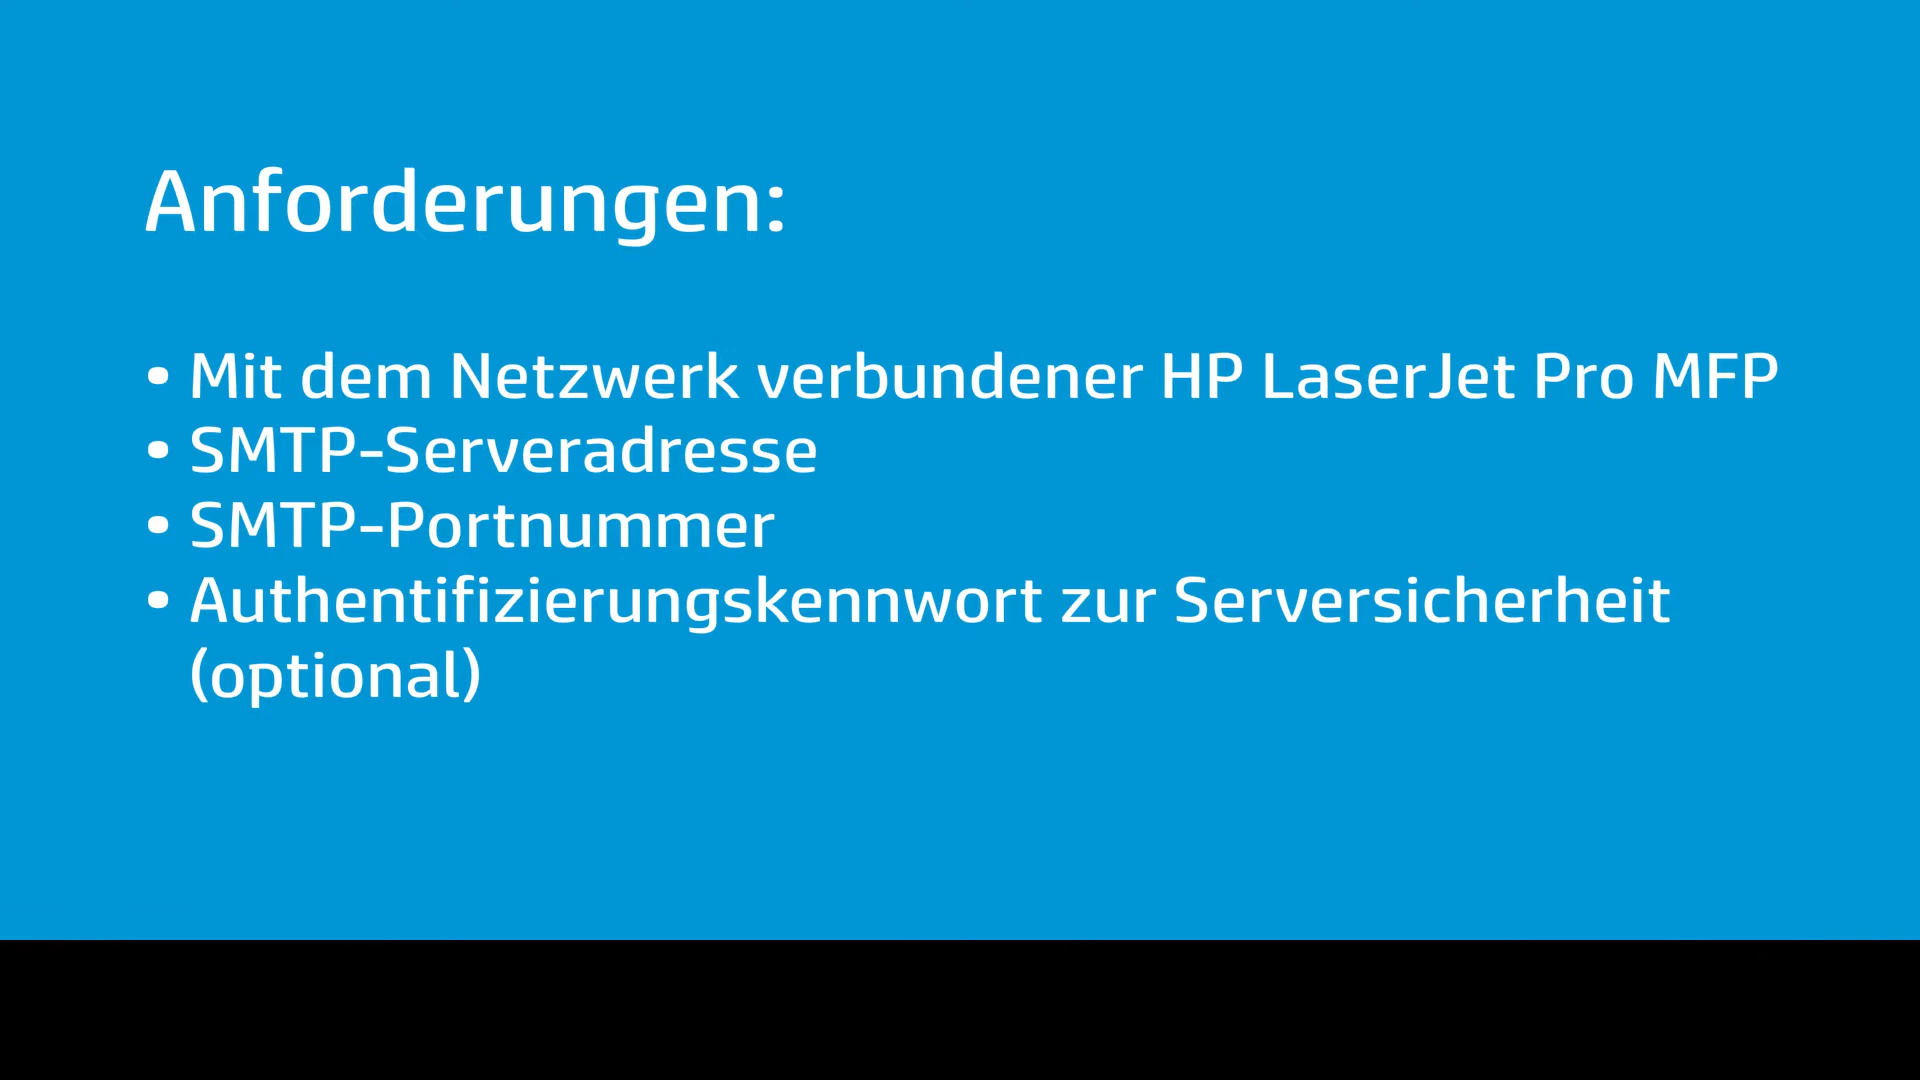 Anforderungen:
• Mit dem Netzwerk verbundener HP LaserJet Pro MFP
• SMTP-Serveradresse
• SMTP-Portnummer
• Authentifizierungskennwort zur Serversicherheit
(optional)